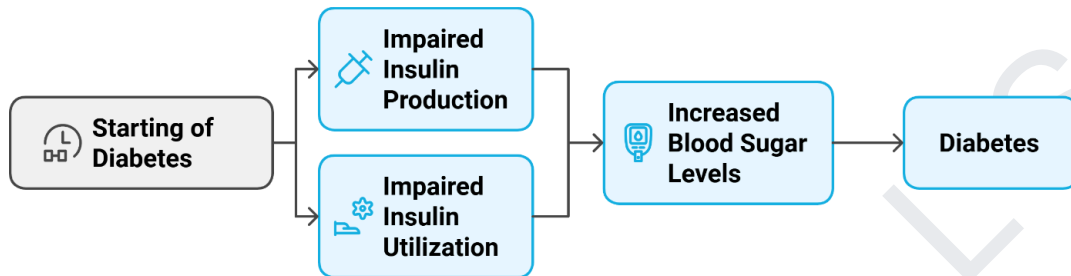 Starting of
Diabetes
Impaired
Insulin
Production
Impaired
Insulin
Utilization
Increased
Blood Sugar
Levels
Diabetes